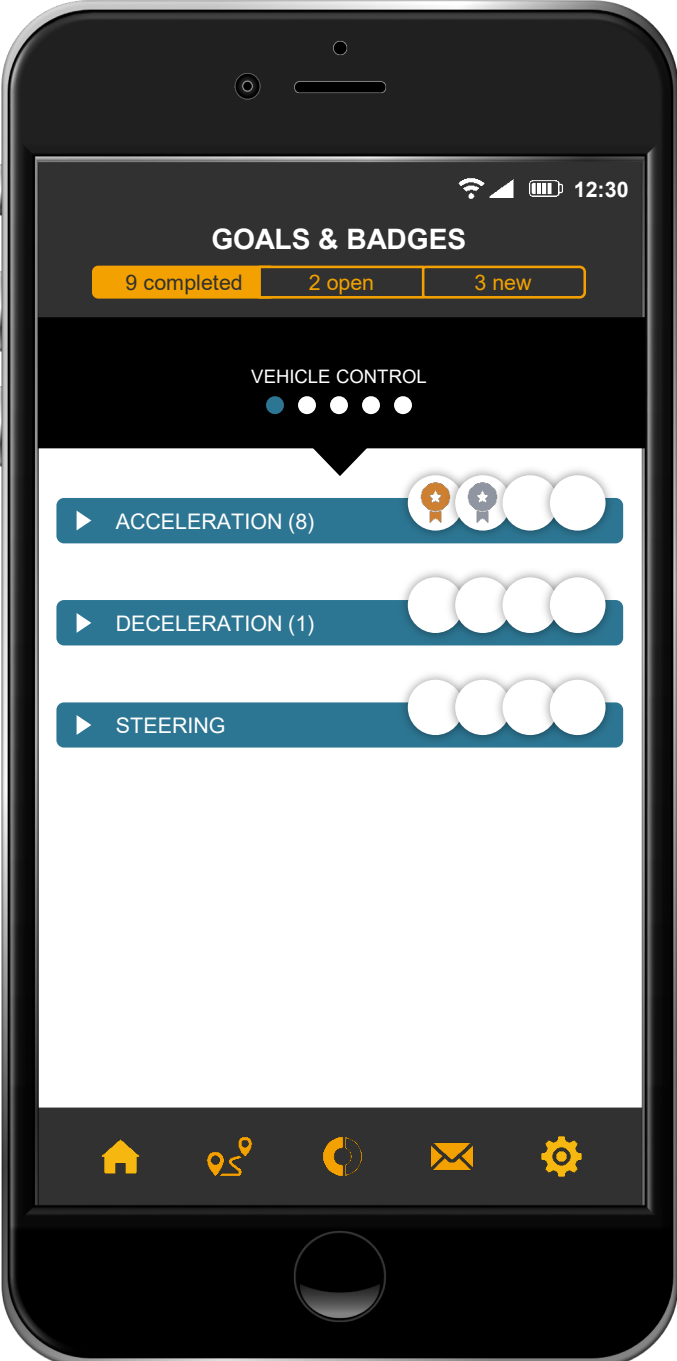 12:30
GOALS & BADGES
9 completed 2 open 3 new
VEHICLE CONTROL
ACCELERATION (8)
DECELERATION (1)
STEERING